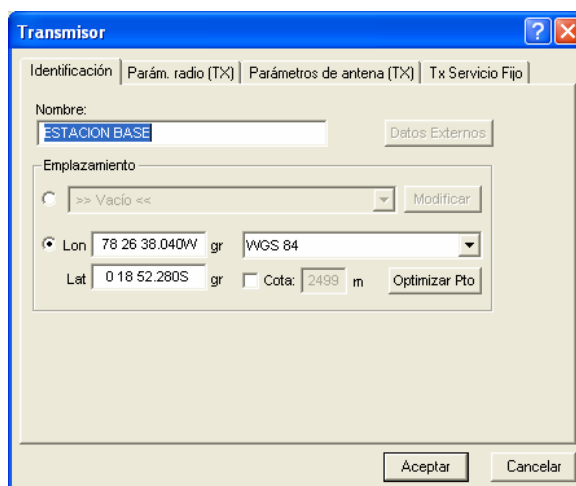 Transmisor
Identificación Parám. radio (TX) Parámetros de antena (TX) Tx Servicio Fijo
Nombre:
ESTACION BASE Datos Externos
Emplazamiento
>> Vacío << Modificar
Lon 78 26 38.040W gr WGS 84
Lat 0 18 52.280S gr Cota: 2499 m Optimizar Pto
Aceptar Cancelar